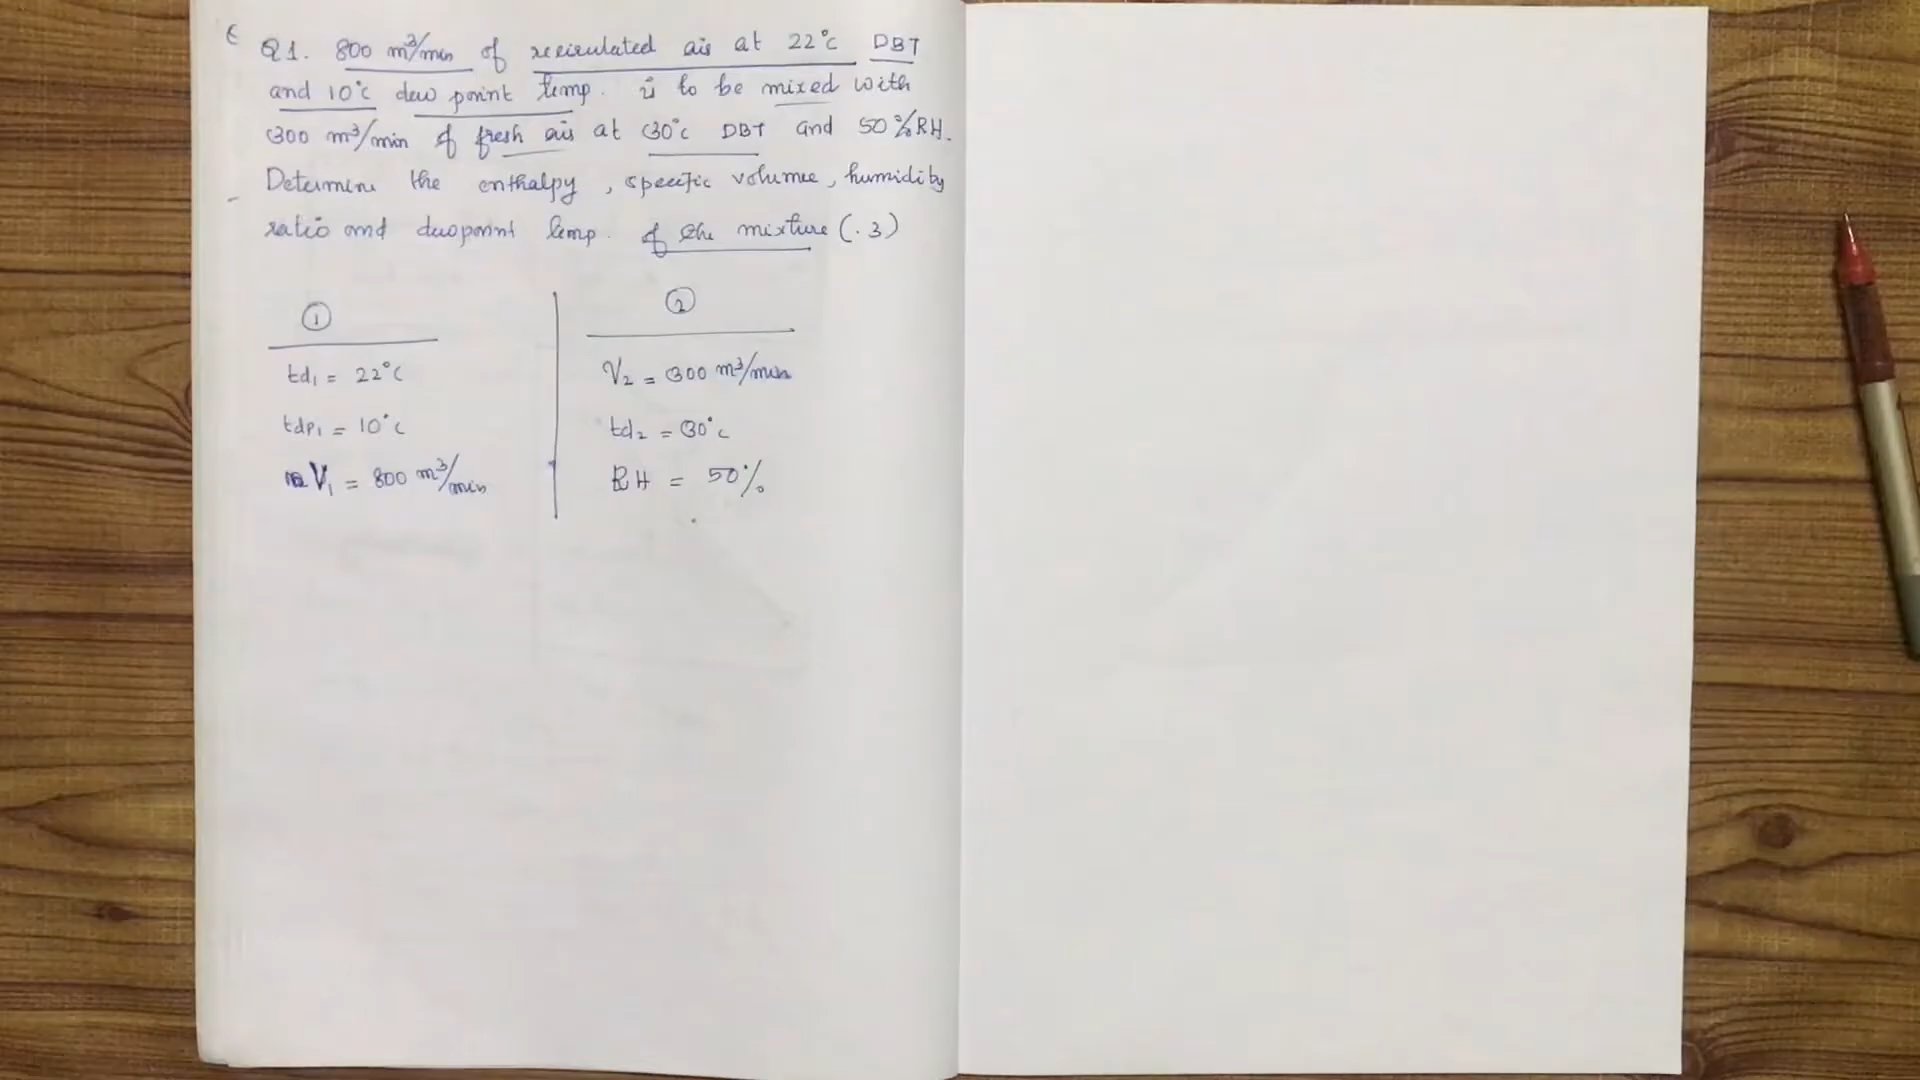 Q1. 800 m³/min of recirculated air at 22°C DBT
and 10°C dew point temp. is to be mixed with
300 m³/min of fresh air at 30°C DBT and 50% RH.
Determine the enthalpy, specific volume, humidity
ratio and dewpoint temp. of the mixture (.3)
①
td₁ = 22°C
tdp₁ = 10°C
V₁ = 800 m³/min
②
V₂ = 300 m³/min
td₂ = 30°C
RH = 50%